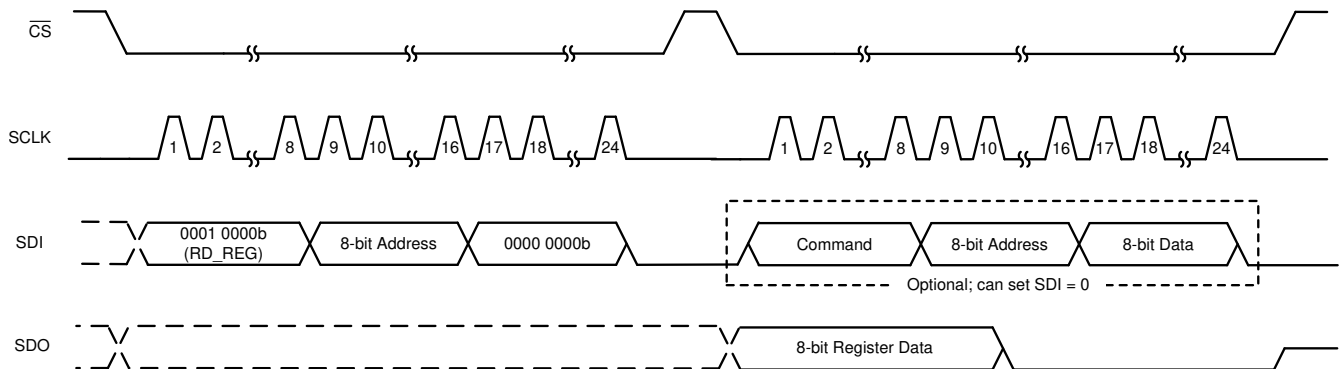 CS
SCLK
1 2 8 9 10 16 17 18 24 1 2 8 9 10 16 17 18 24
SDI
0001 0000b
(RD_REG)
8-bit Address
0000 0000b
Command
8-bit Address
8-bit Data
Optional; can set SDI = 0
SDO
8-bit Register Data